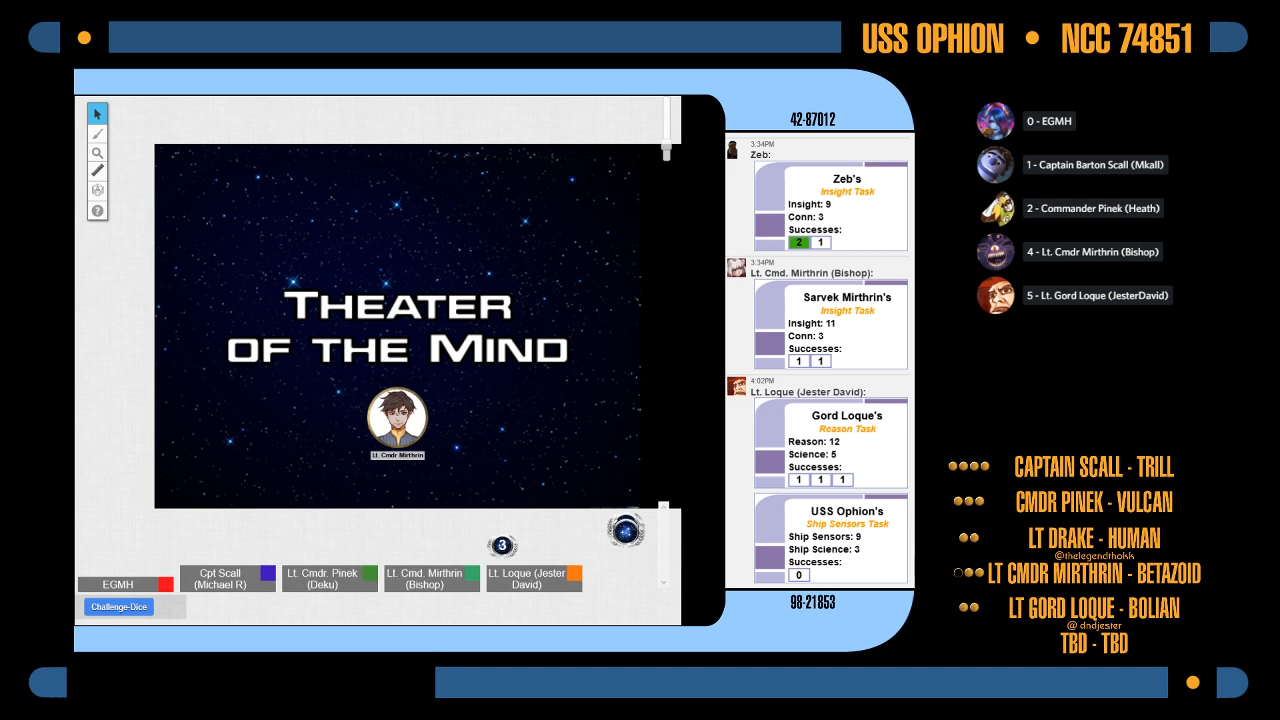 USS OPHION • NCC 74851
42-87012
3:34PM
Zeb:
Zeb's
Insight Task
Insight: 9
Conn: 3
Successes:
2 1
3:34PM
Lt. Cmd. Mirthrin (Bishop):
Sarvek Mirthrin's
Insight Task
Insight: 11
Conn: 3
Successes:
1 1
4:02PM
Lt. Loque (Jester David):
Gord Loque's
Reason Task
Reason: 12
Science: 5
Successes:
1 1 1
USS Ophion's
Ship Sensors Task
Ship Sensors: 9
Ship Science: 3
Successes:
0
98-21853
THEATER
OF THE MIND
Lt. Cmdr Mirthrin
3
EGMH
Cpt Scall
(Michael R)
Lt. Cmdr. Pinek
(Deku)
Lt. Cmd. Mirthrin
(Bishop)
Lt. Loque (Jester
David)
Challenge-Dice
0 - EGMH
1 - Captain Barton Scall (Mkall)
2 - Commander Pinek (Heath)
4 - Lt. Cmdr Mirthrin (Bishop)
5 - Lt. Gord Loque (JesterDavid)
CAPTAIN SCALL - TRILL
CMDR PINEK - VULCAN
LT DRAKE - HUMAN
LT CMDR MIRTHRIN - BETAZOID
LT GORD LOQUE - BOLIAN
@dndjester
TBD - TBD